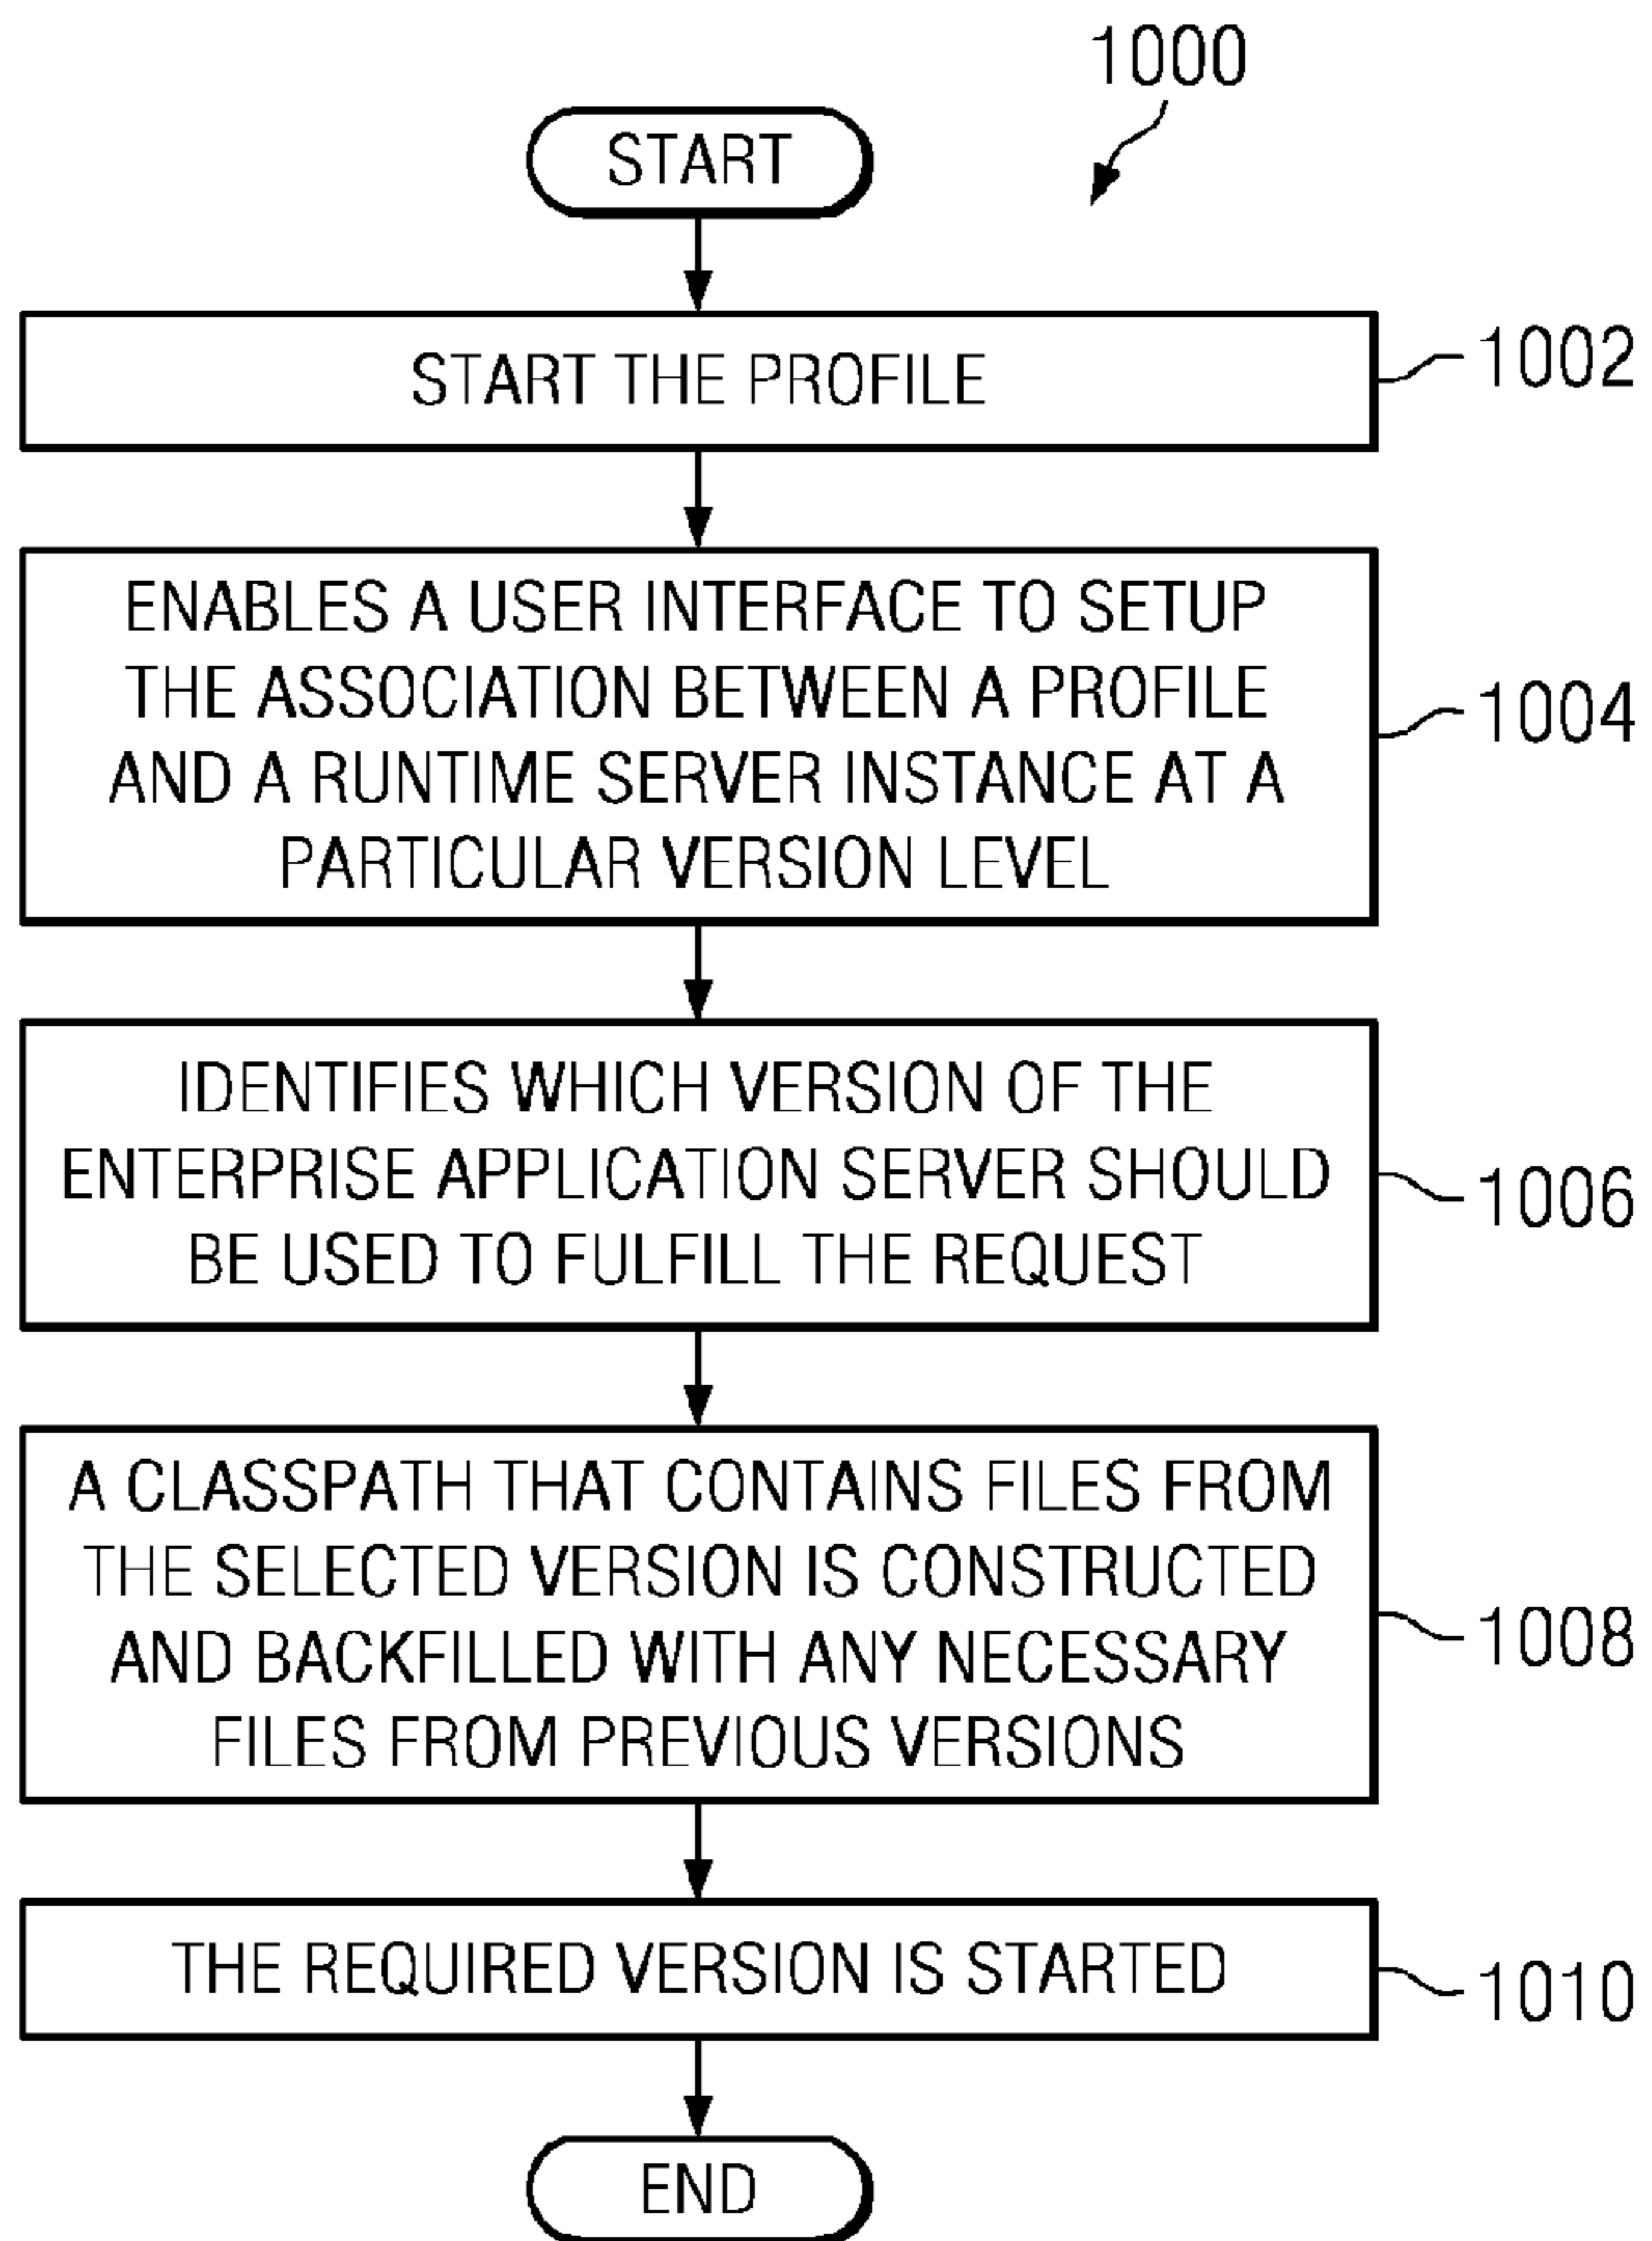 1000
START
START THE PROFILE
1002
ENABLES A USER INTERFACE TO SETUP
THE ASSOCIATION BETWEEN A PROFILE
AND A RUNTIME SERVER INSTANCE AT A
PARTICULAR VERSION LEVEL
1004
IDENTIFIES WHICH VERSION OF THE
ENTERPRISE APPLICATION SERVER SHOULD
BE USED TO FULFILL THE REQUEST
1006
A CLASSPATH THAT CONTAINS FILES FROM
THE SELECTED VERSION IS CONSTRUCTED
AND BACKFILLED WITH ANY NECESSARY
FILES FROM PREVIOUS VERSIONS
1008
THE REQUIRED VERSION IS STARTED
1010
END